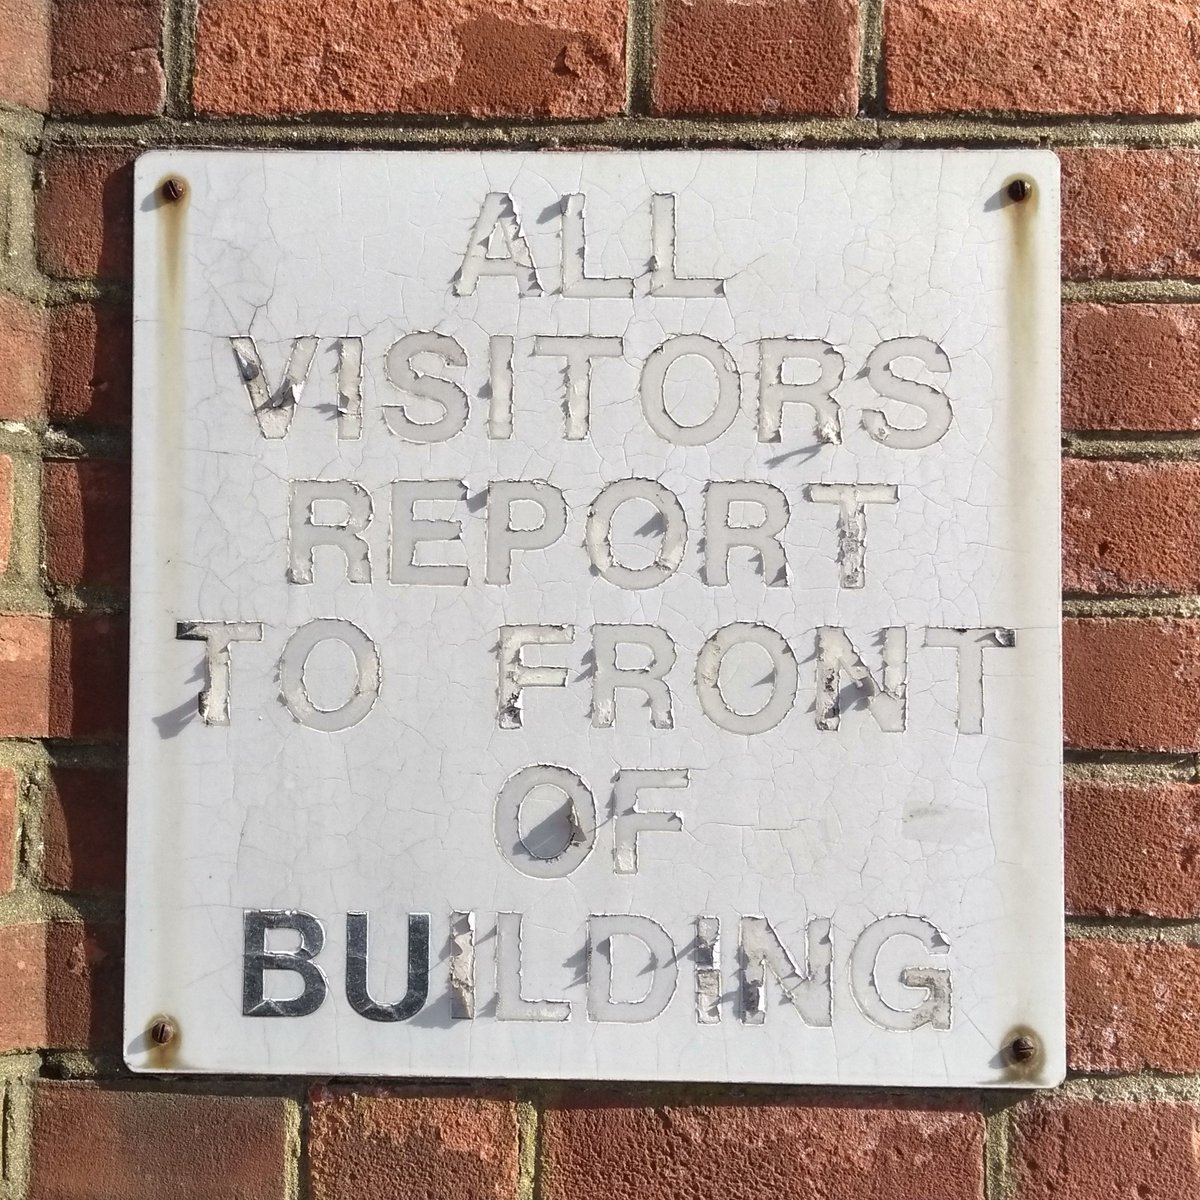 ALL
VISITORS
REPORT
TO FRONT
OF
BUILDING